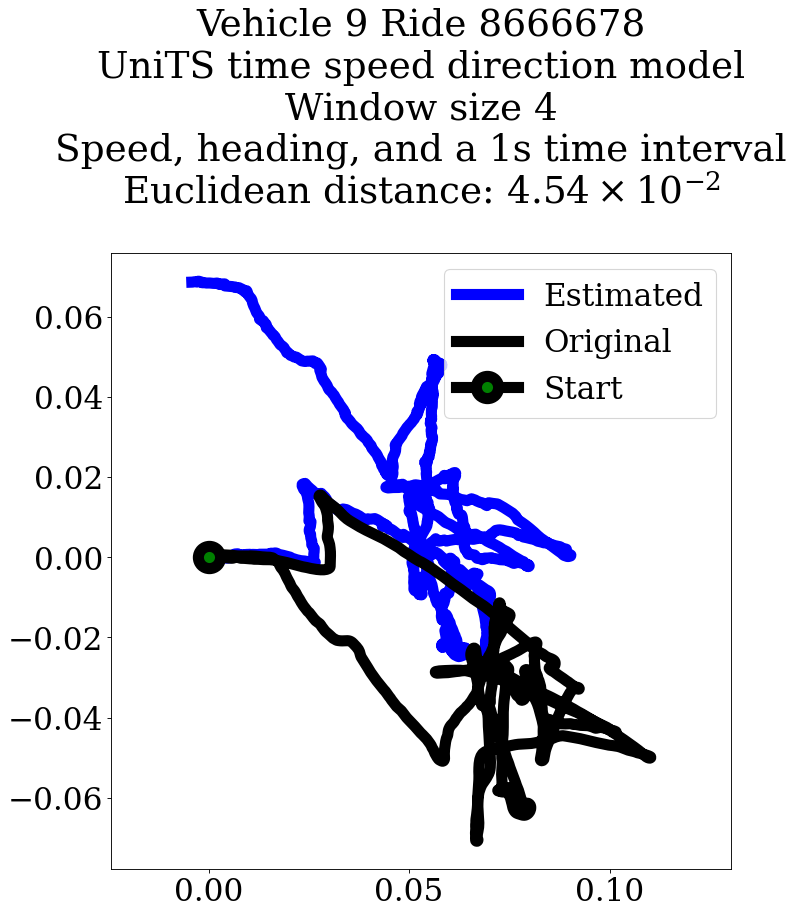 Vehicle 9 Ride 8666678
UniTS time speed direction model
Window size 4
Speed, heading, and a 1s time interval
Euclidean distance: 4.54 × 10⁻²
Estimated
Original
Start
0.06
0.04
0.02
0.00
−0.02
−0.04
−0.06
0.00 0.05 0.10